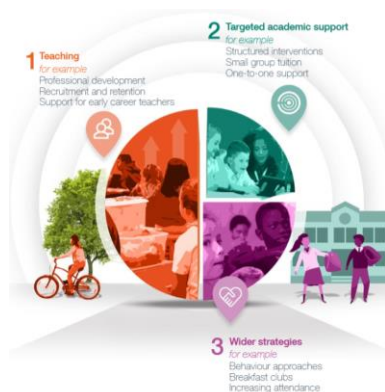 1 Teaching
for example
Professional development
Recruitment and retention
Support for early career teachers
2 Targeted academic support
for example
Structured interventions
Small group tuition
One-to-one support
3 Wider strategies
for example
Behaviour approaches
Breakfast clubs
Increasing attendance